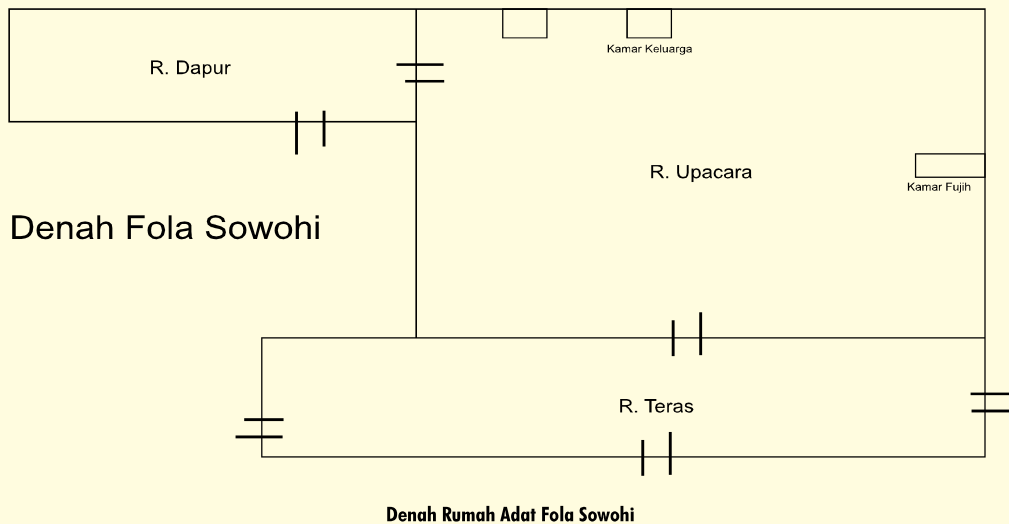 Kamar Keluarga
R. Dapur
R. Upacara
Kamar Fujih
Denah Fola Sowohi
R. Teras
Denah Rumah Adat Fola Sowohi